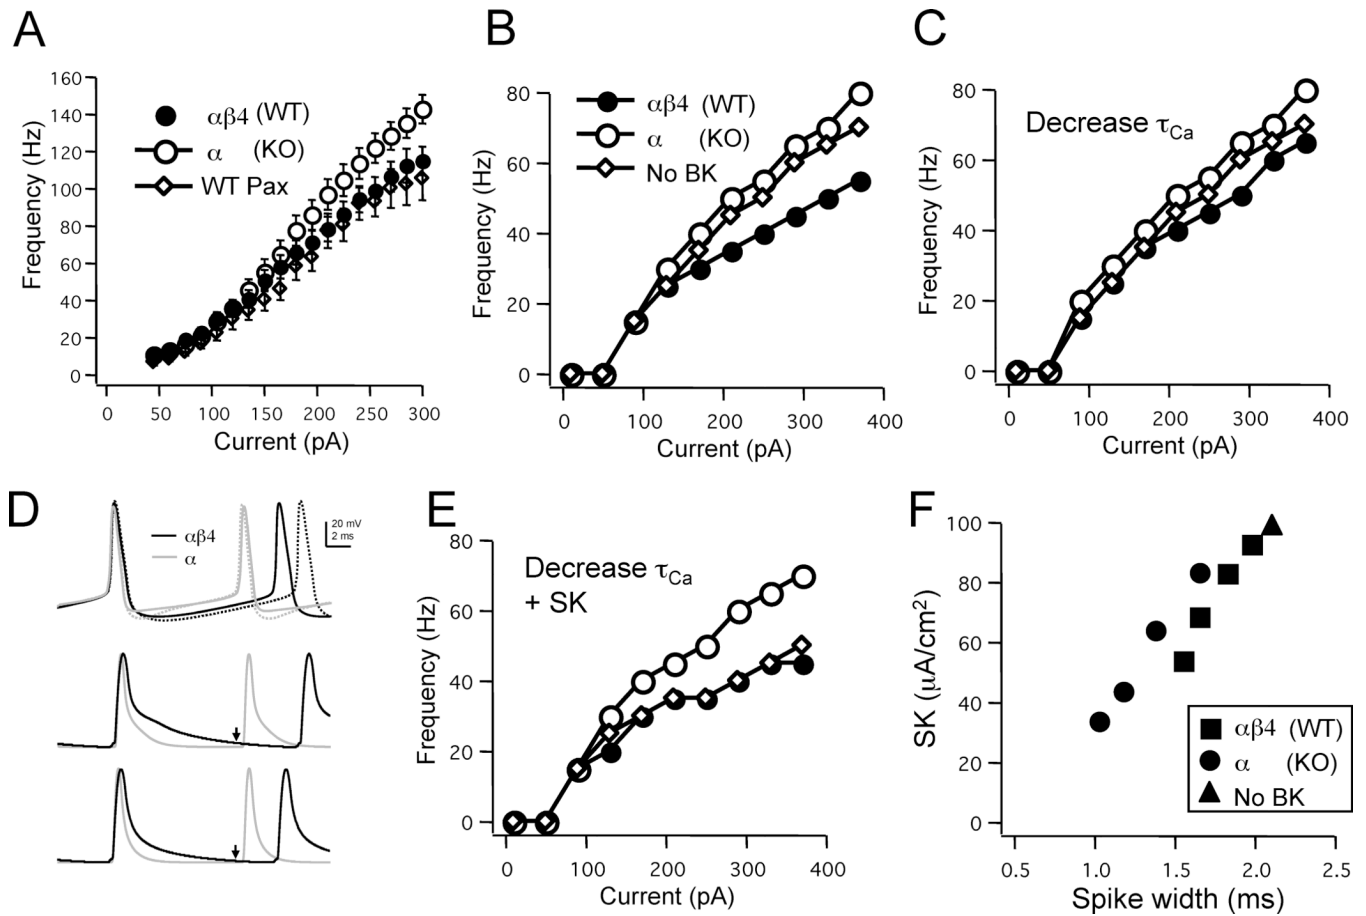 A
160
140
120
100
80
60
40
20
0
Frequency (Hz)
αβ4 (WT)
α (KO)
WT Pax
0 50 100 150 200 250 300
Current (pA)
B
80
60
40
20
0
Frequency (Hz)
αβ4 (WT)
α (KO)
No BK
0 100 200 300 400
Current (pA)
C
80
60
40
20
0
Frequency (Hz)
Decrease τCa
0 100 200 300 400
Current (pA)
D
αβ4
α
20 mV
2 ms
E
80
60
40
20
0
Frequency (Hz)
Decrease τCa
+ SK
0 100 200 300 400
Current (pA)
F
100
80
60
40
20
0
SK (μA/cm²)
αβ4 (WT)
α (KO)
No BK
0.5 1.0 1.5 2.0 2.5
Spike width (ms)